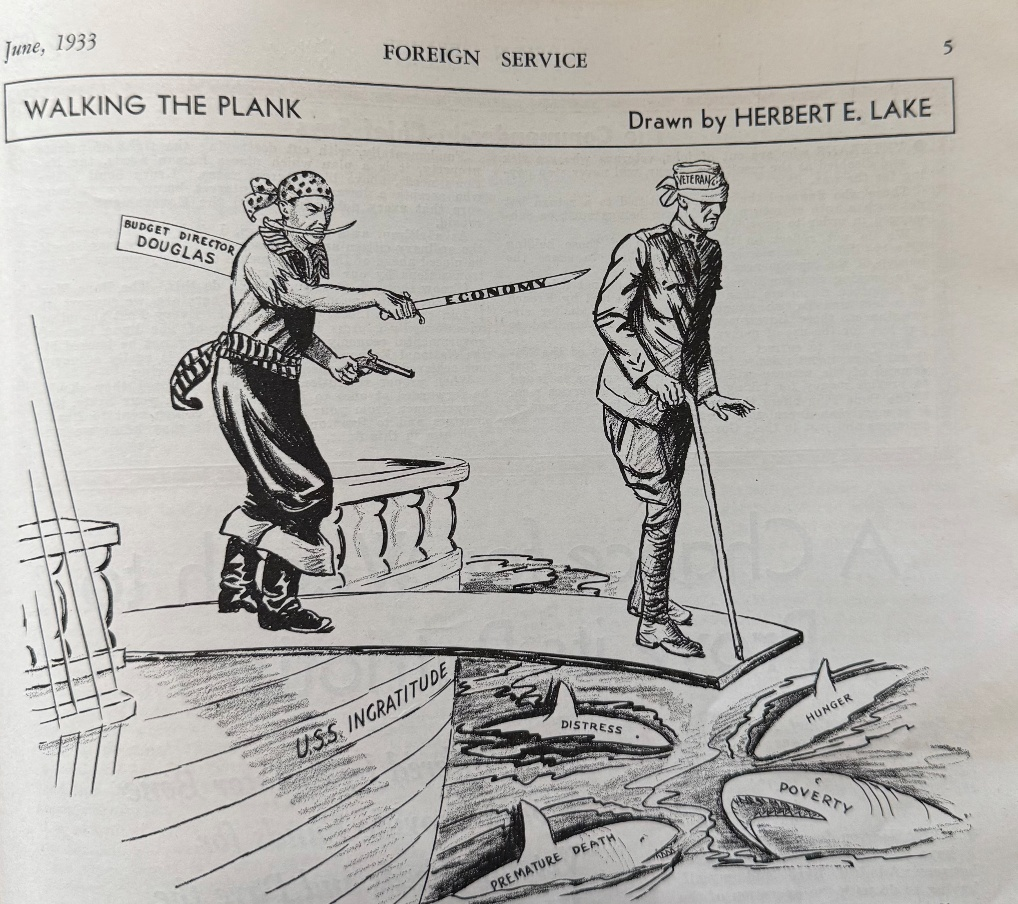 June, 1933
FOREIGN SERVICE
5
WALKING THE PLANK
Drawn by HERBERT E. LAKE
VETERAN
BUDGET DIRECTOR
DOUGLAS
ECONOMY
U.S.S. INGRATITUDE
DISTRESS
HUNGER
POVERTY
PREMATURE DEATH